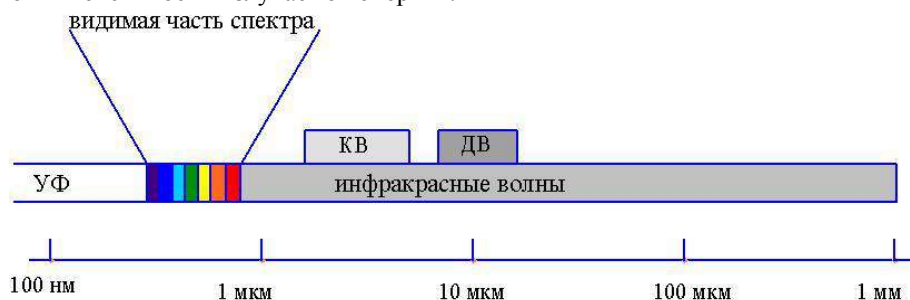 видимая часть спектра
КВ ДВ
УФ инфракрасные волны
100 нм 1 мкм 10 мкм 100 мкм 1 мм